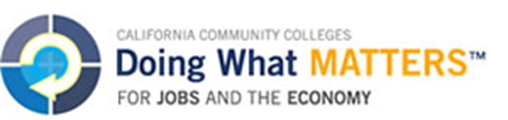 CALIFORNIA COMMUNITY COLLEGES
Doing What MATTERS™
FOR JOBS AND THE ECONOMY